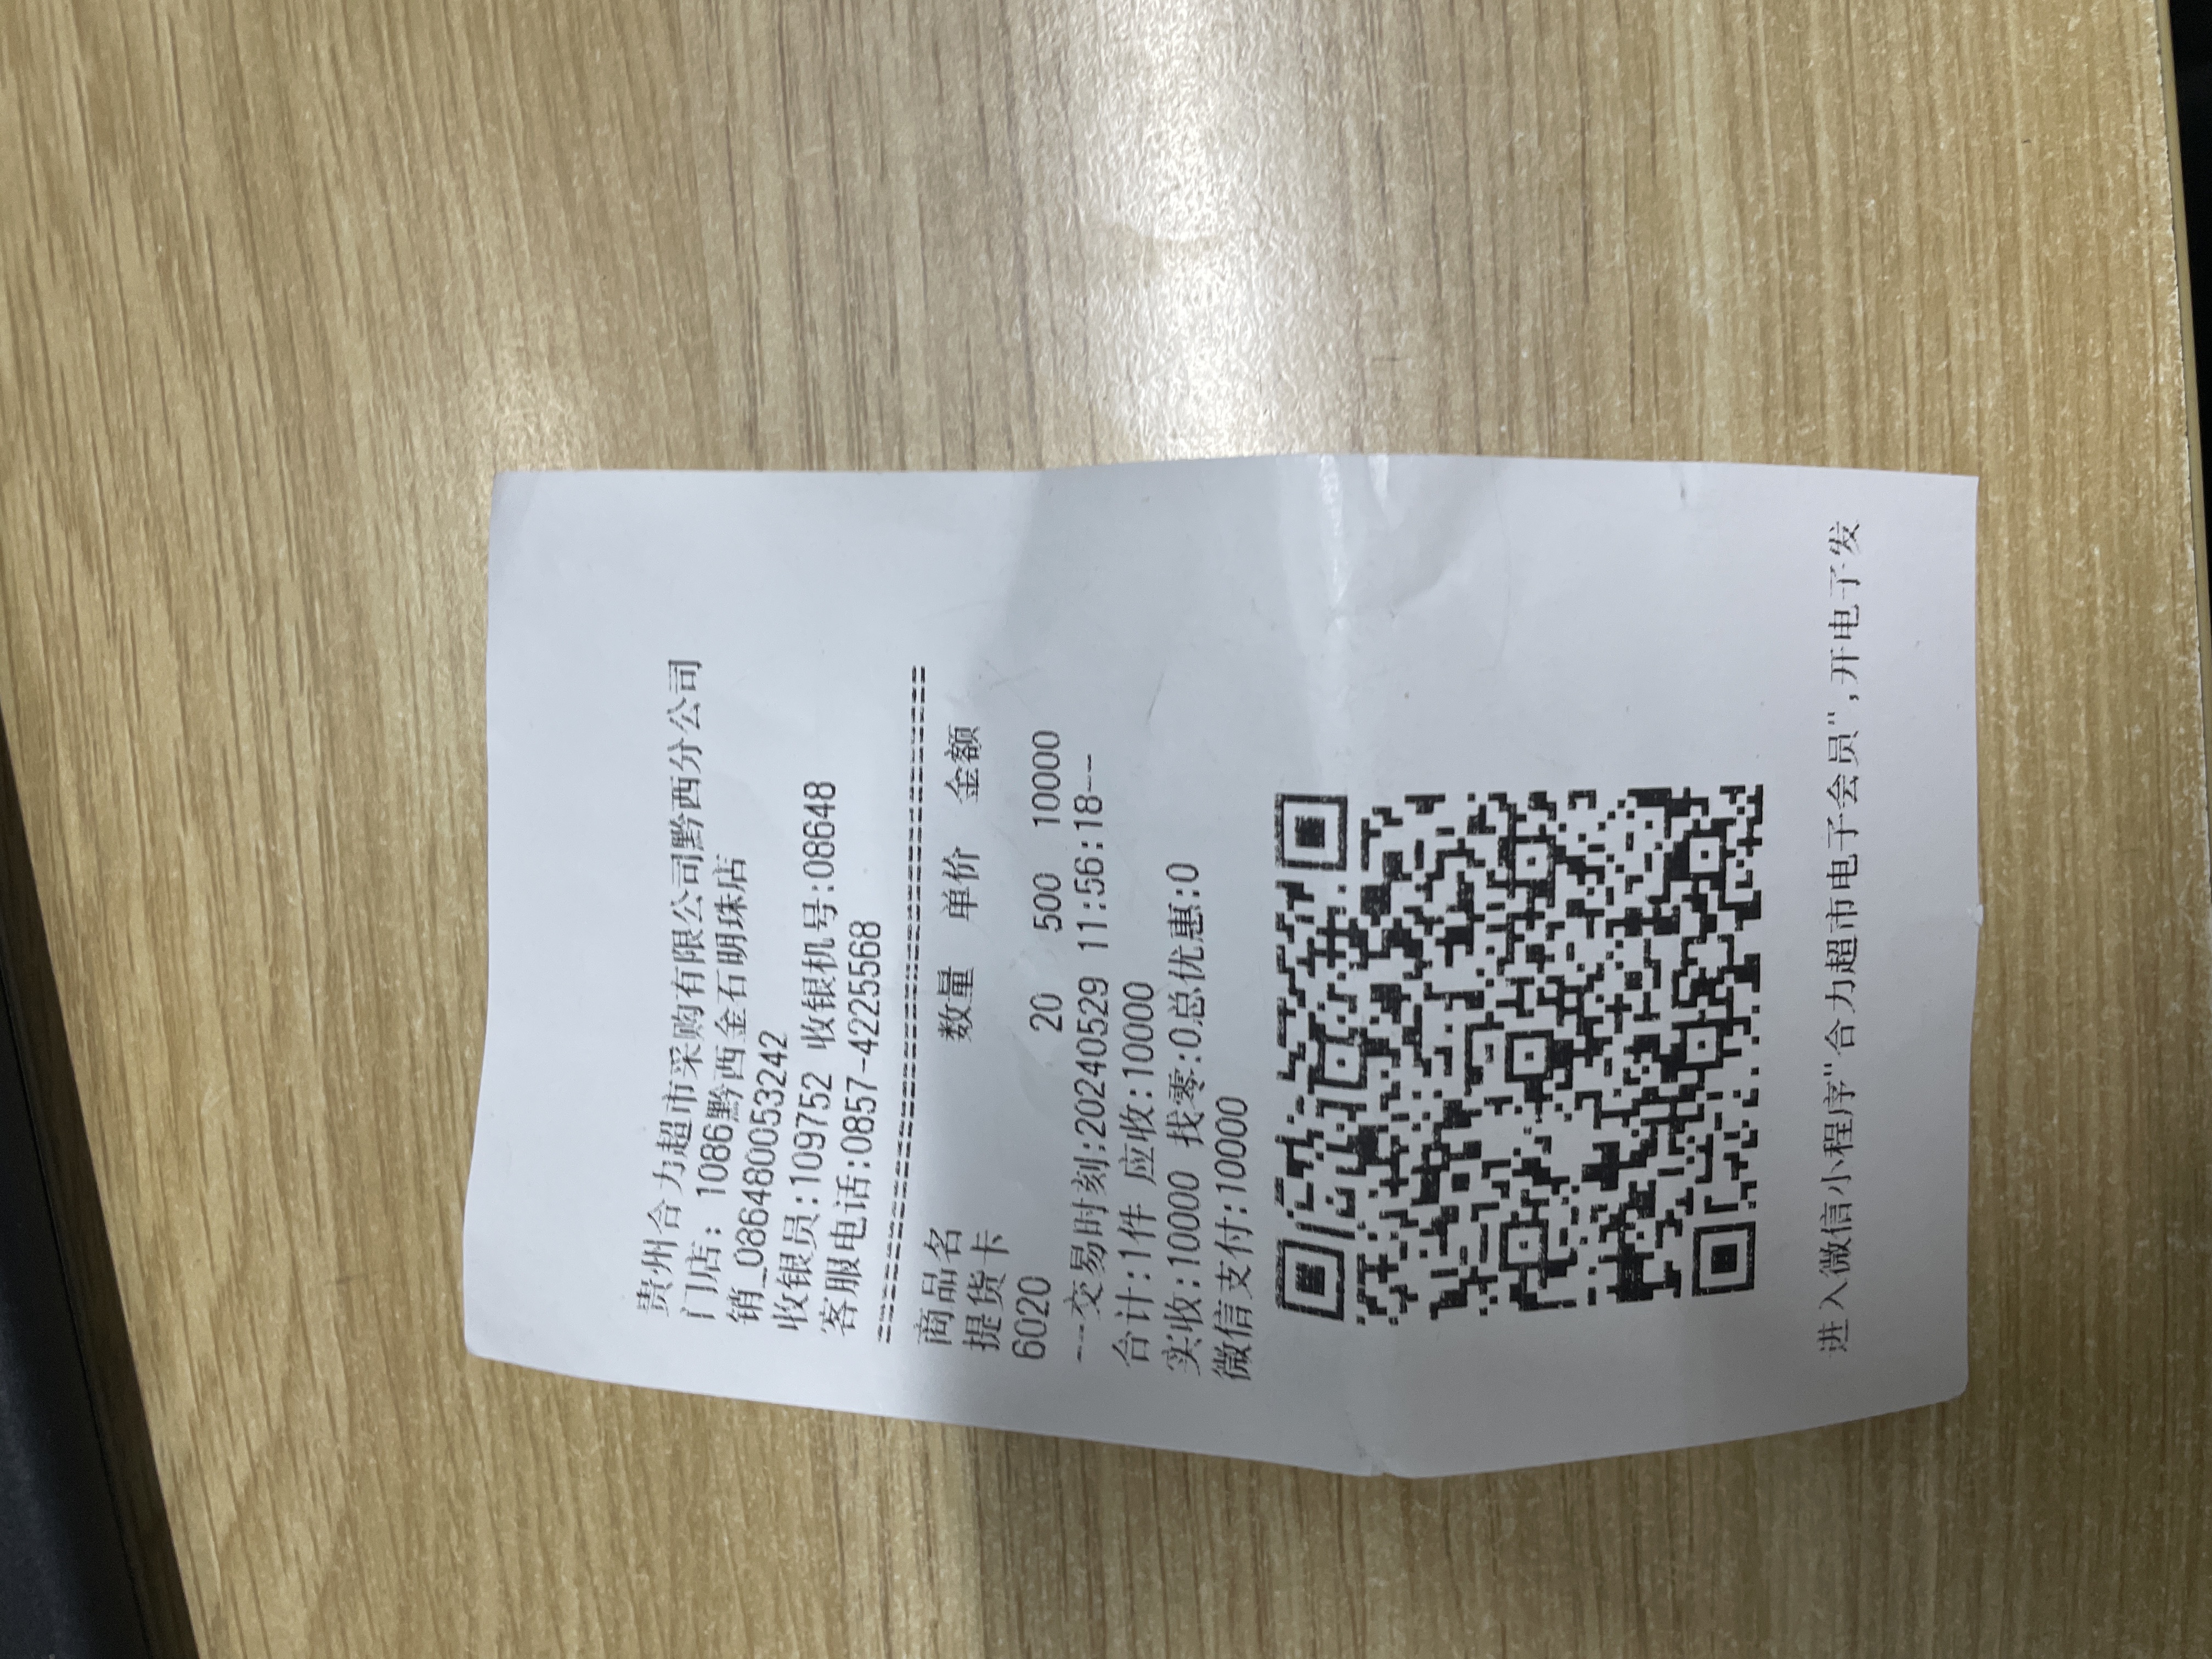 贵州合力超市采购有限公司黔西分公司
门店：1086黔西金石明珠店
销_0864800053242
收银员:109752 收银机号:08648
客服电话:0857-4225568
商品名 数量 单价 金额
提货卡
6020 20 500 10000
--交易时刻:20240529 11:56:18--
合计:1件 应收:10000
实收:10000 找零:0总优惠:0
微信支付:10000
进入微信小程序"合力超市电子会员",开电子发